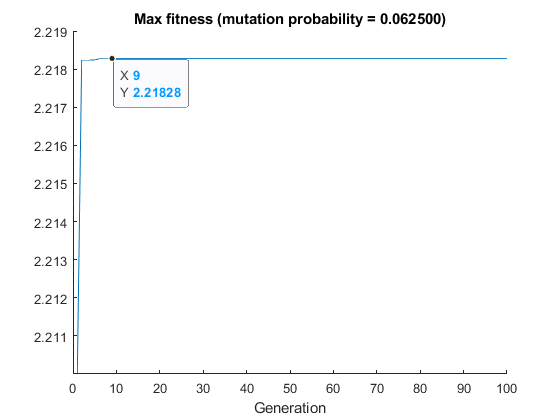 Max fitness (mutation probability = 0.062500)
2.219
2.218
2.217
2.216
2.215
2.214
2.213
2.212
2.211
X 9
Y 2.21828
0 10 20 30 40 50 60 70 80 90 100
Generation